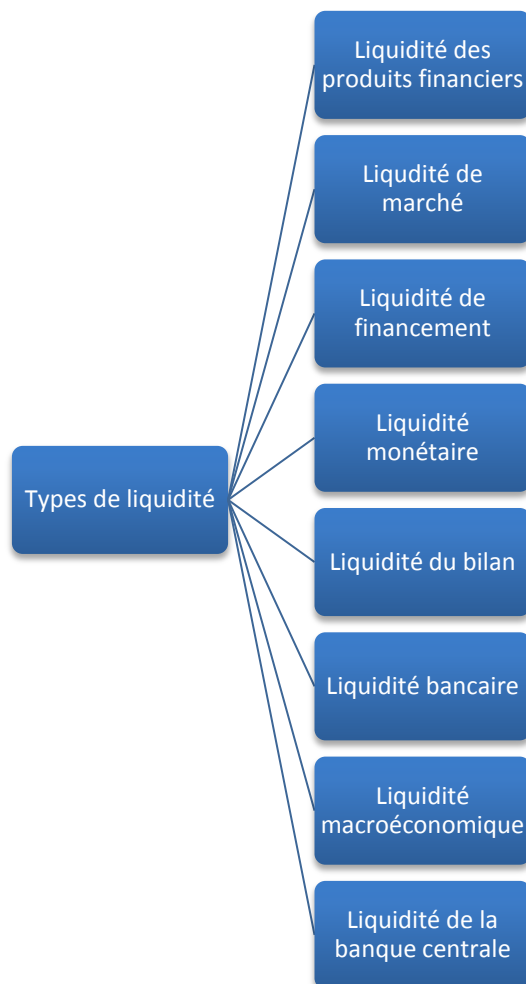 Liquidité des
produits financiers
Liqudité de
marché
Liquidité de
financement
Liquidité
monétaire
Types de liquidité
Liquidité du bilan
Liquidité bancaire
Liquidité
macroéconomique
Liquidité de la
banque centrale